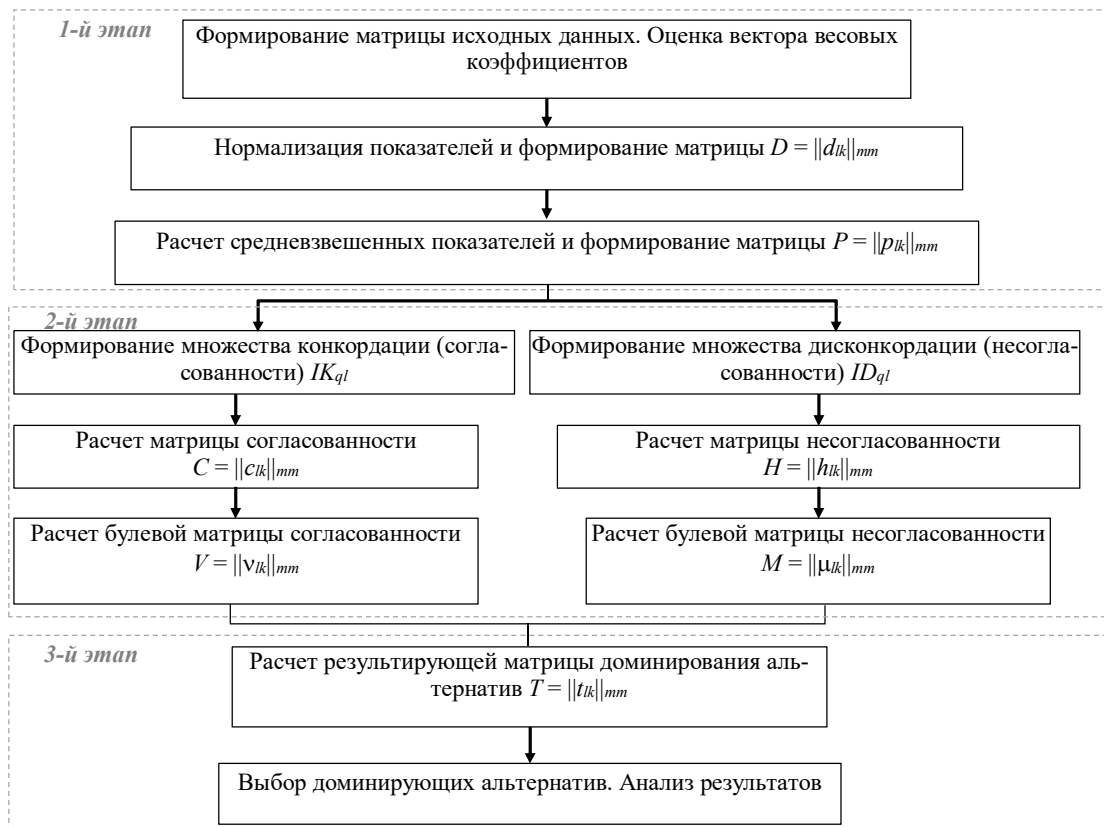 1-й этап
Формирование матрицы исходных данных. Оценка вектора весовых
коэффициентов
Нормализация показателей и формирование матрицы D = ||dlk||mm
Расчет средневзвешенных показателей и формирование матрицы P = ||plk||mm
2-й этап
Формирование множества конкордации (согла-
сованности) IKql
Формирование множества дисконкордации (несогла-
сованности) IDql
Расчет матрицы согласованности
C = ||clk||mm
Расчет матрицы несогласованности
H = ||hlk||mm
Расчет булевой матрицы согласованности
V = ||νlk||mm
Расчет булевой матрицы несогласованности
M = ||μlk||mm
3-й этап
Расчет результирующей матрицы доминирования аль-
тернатив T = ||tlk||mm
Выбор доминирующих альтернатив. Анализ результатов